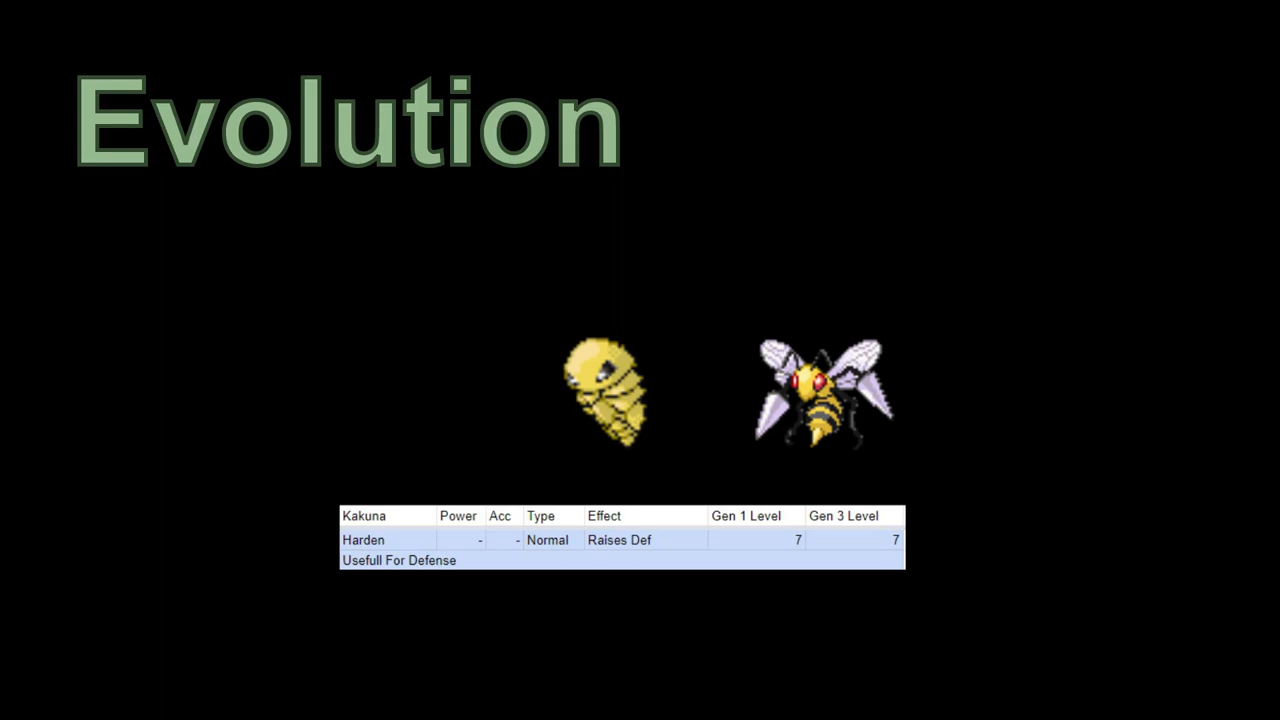 Evolution
Kakuna Power Acc Type Effect Gen 1 Level Gen 3 Level
Harden - - Normal Raises Def 7 7
Usefull For Defense